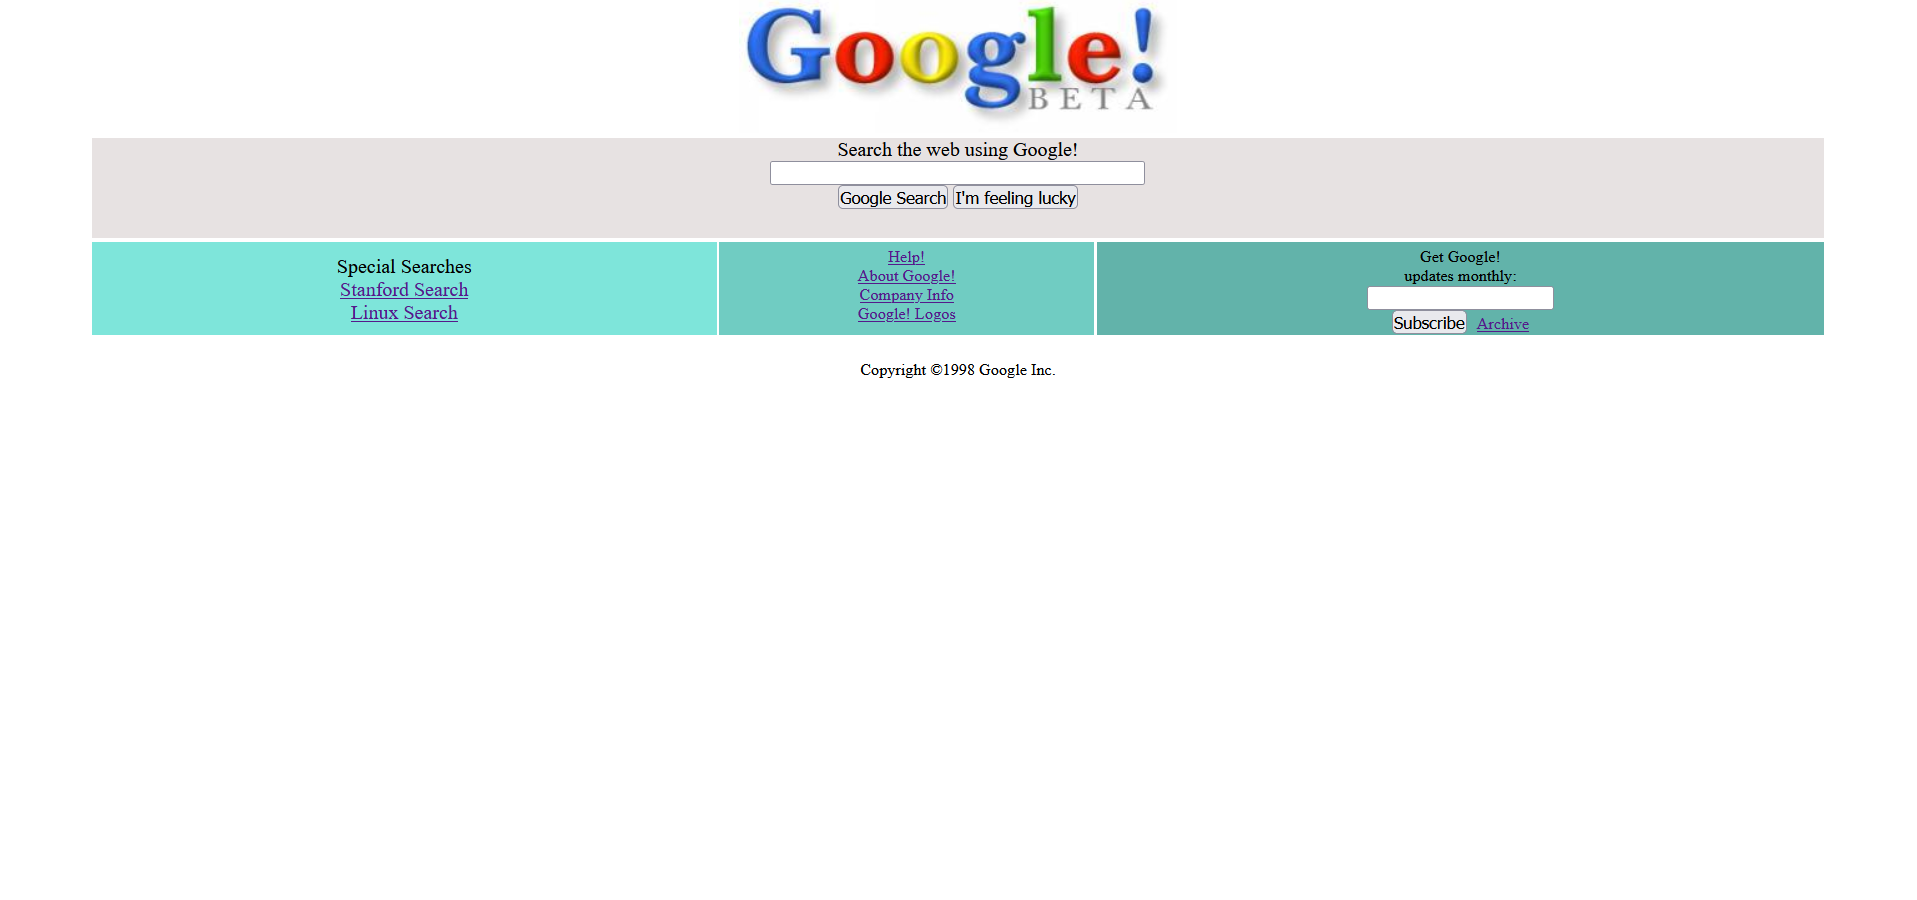 Google!
BETA
Search the web using Google!
Google Search I'm feeling lucky
Special Searches
Stanford Search
Linux Search
Help!
About Google!
Company Info
Google! Logos
Get Google!
updates monthly:
Subscribe Archive
Copyright ©1998 Google Inc.